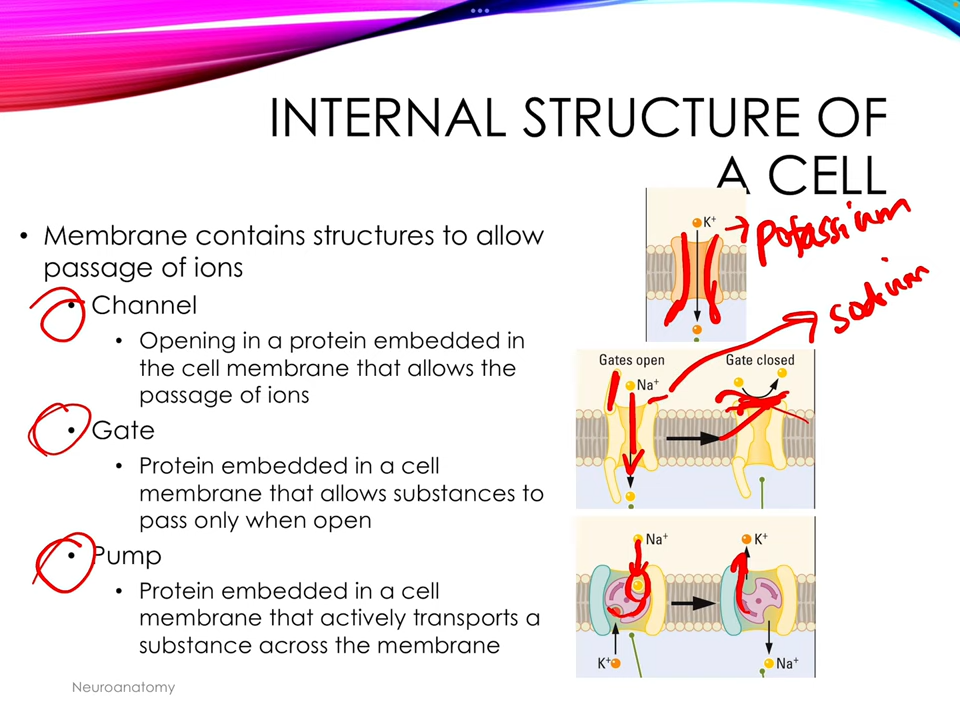 INTERNAL STRUCTURE OF
A CELL
• Membrane contains structures to allow
passage of ions
• Channel
• Opening in a protein embedded in
the cell membrane that allows the
passage of ions
• Gate
• Protein embedded in a cell
membrane that allows substances to
pass only when open
• Pump
• Protein embedded in a cell
membrane that actively transports a
substance across the membrane
K+
potassium
sodium
Gates open
Gate closed
Na+
Na+
K+
K+
Na+
Neuroanatomy